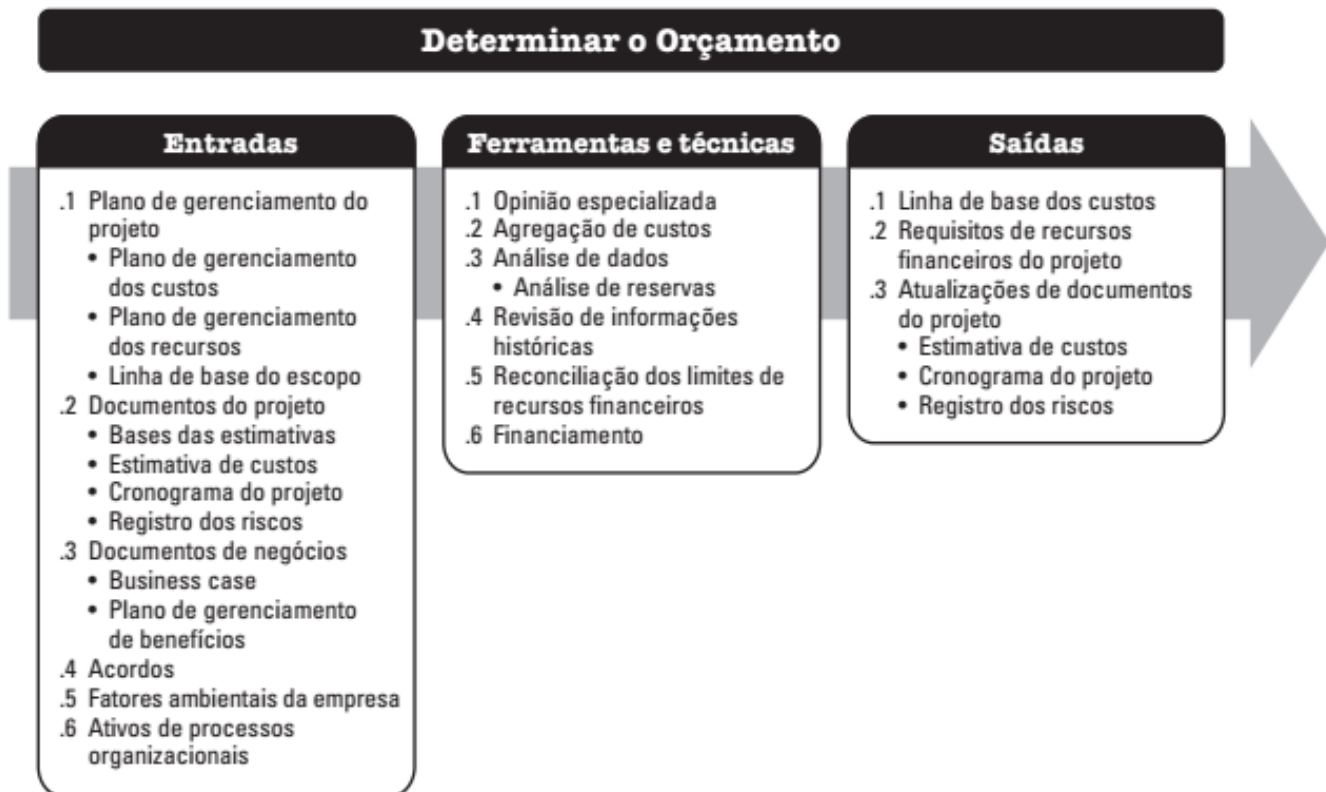 Determinar o Orçamento
Entradas
.1 Plano de gerenciamento do
projeto
• Plano de gerenciamento
dos custos
• Plano de gerenciamento
dos recursos
• Linha de base do escopo
.2 Documentos do projeto
• Bases das estimativas
• Estimativa de custos
• Cronograma do projeto
• Registro dos riscos
.3 Documentos de negócios
• Business case
• Plano de gerenciamento
de benefícios
.4 Acordos
.5 Fatores ambientais da empresa
.6 Ativos de processos
organizacionais
Ferramentas e técnicas
.1 Opinião especializada
.2 Agregação de custos
.3 Análise de dados
• Análise de reservas
.4 Revisão de informações
históricas
.5 Reconciliação dos limites de
recursos financeiros
.6 Financiamento
Saídas
.1 Linha de base dos custos
.2 Requisitos de recursos
financeiros do projeto
.3 Atualizações de documentos
do projeto
• Estimativa de custos
• Cronograma do projeto
• Registro dos riscos